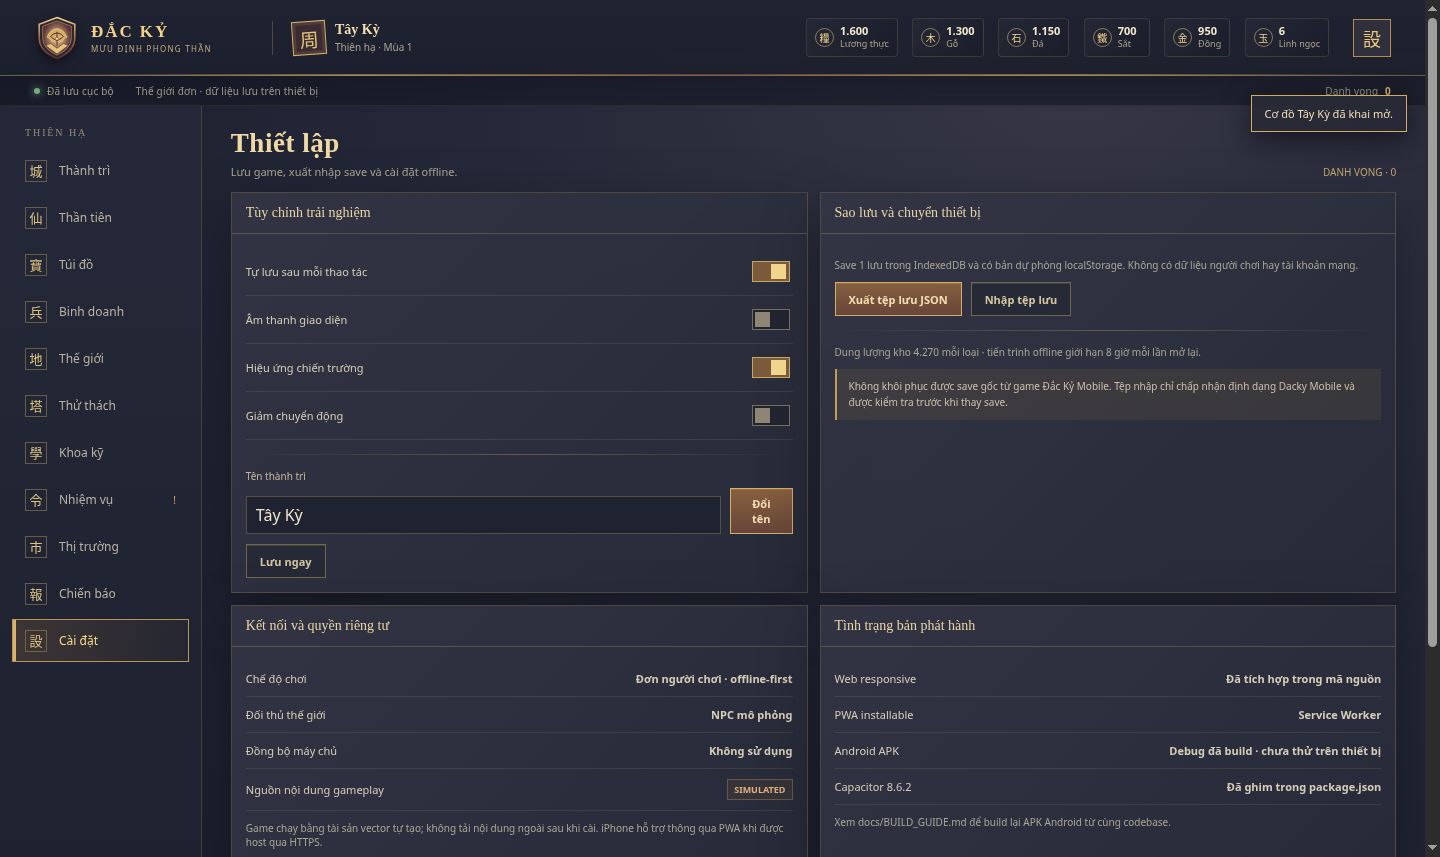 ĐẮC KỶ
MƯU ĐỊNH PHONG THẦN
周
Tây Kỳ
Thiên hạ · Mùa 1
糧
1.600
Lương thực
木
1.300
Gỗ
石
1.150
Đá
鐵
700
Sắt
金
950
Đồng
玉
6
Linh ngọc
設
Đã lưu cục bộ
Thế giới đơn · dữ liệu lưu trên thiết bị
Danh vọng 0
Cơ đồ Tây Kỳ đã khai mở.
THIÊN HẠ
城 Thành trì
仙 Thần tiên
寶 Túi đồ
兵 Binh doanh
地 Thế giới
塔 Thử thách
學 Khoa kỹ
令 Nhiệm vụ !
市 Thị trường
報 Chiến báo
設 Cài đặt
Thiết lập
Lưu game, xuất nhập save và cài đặt offline.
DANH VỌNG · 0
Tùy chỉnh trải nghiệm
Tự lưu sau mỗi thao tác
Âm thanh giao diện
Hiệu ứng chiến trường
Giảm chuyển động
Tên thành trì
Tây Kỳ
Đổi
tên
Lưu ngay
Sao lưu và chuyển thiết bị
Save 1 lưu trong IndexedDB và có bản dự phòng localStorage. Không có dữ liệu người chơi hay tài khoản mạng.
Xuất tệp lưu JSON
Nhập tệp lưu
Dung lượng kho 4.270 mỗi loại · tiến trình offline giới hạn 8 giờ mỗi lần mở lại.
Không khôi phục được save gốc từ game Đắc Kỷ Mobile. Tệp nhập chỉ chấp nhận định dạng Dacky Mobile và
được kiểm tra trước khi thay save.
Kết nối và quyền riêng tư
Chế độ chơi
Đơn người chơi · offline-first
Đối thủ thế giới
NPC mô phỏng
Đồng bộ máy chủ
Không sử dụng
Nguồn nội dung gameplay
SIMULATED
Game chạy bằng tài sản vector tự tạo; không tải nội dung ngoài sau khi cài. iPhone hỗ trợ thông qua PWA khi được
host qua HTTPS.
Tình trạng bản phát hành
Web responsive
Đã tích hợp trong mã nguồn
PWA installable
Service Worker
Android APK
Debug đã build · chưa thử trên thiết bị
Capacitor 8.6.2
Đã ghim trong package.json
Xem docs/BUILD_GUIDE.md để build lại APK Android từ cùng codebase.